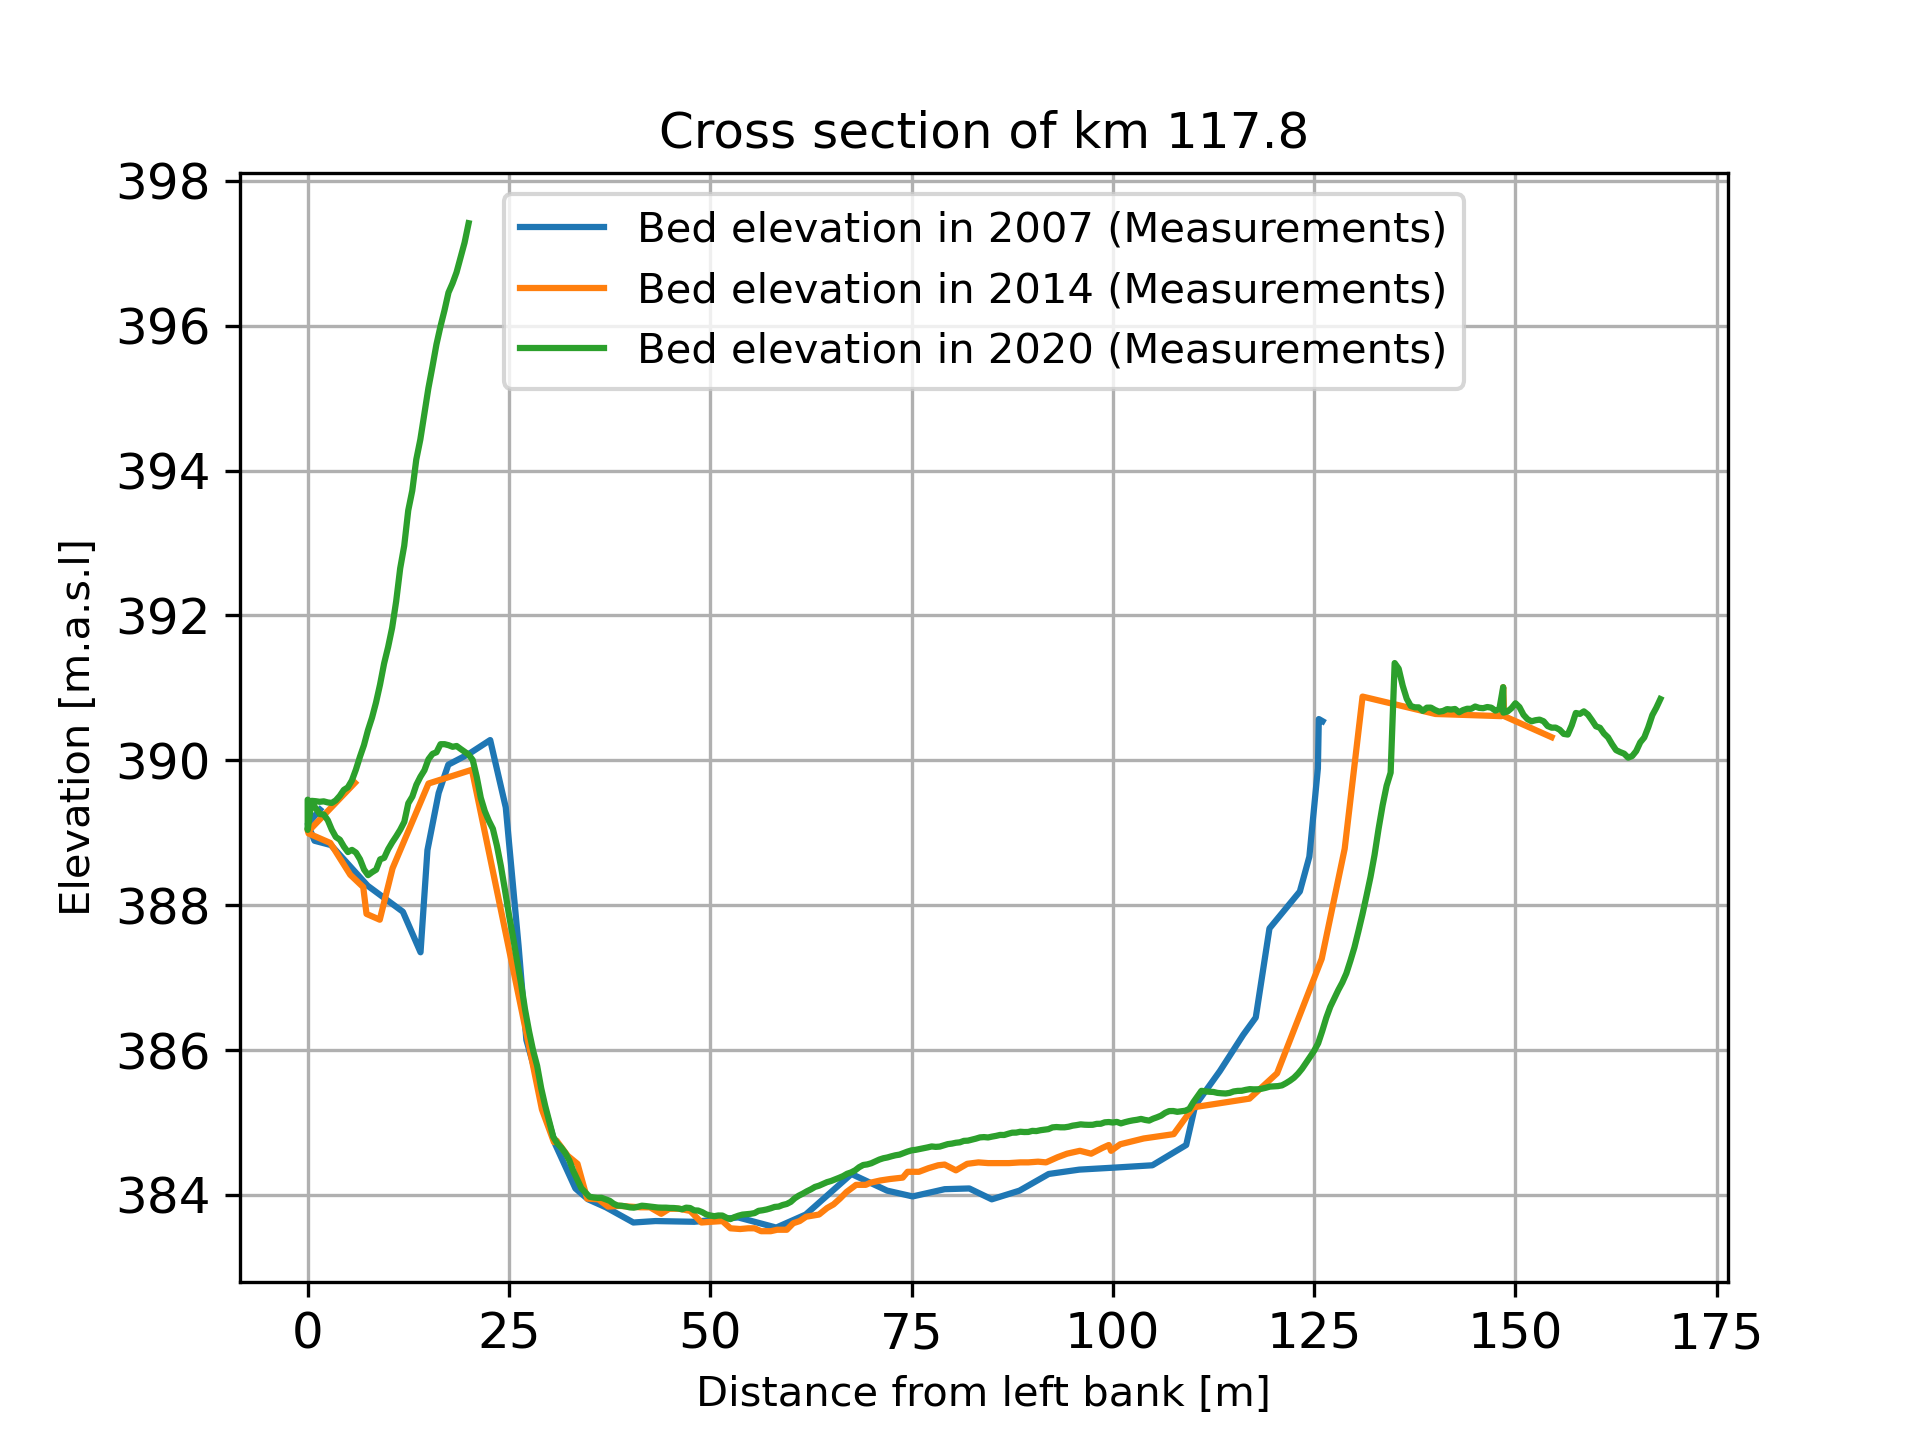 Cross section of km 117.8
Bed elevation in 2007 (Measurements)
Bed elevation in 2014 (Measurements)
Bed elevation in 2020 (Measurements)
Elevation [m.a.s.l]
398
396
394
392
390
388
386
384
0 25 50 75 100 125 150 175
Distance from left bank [m]